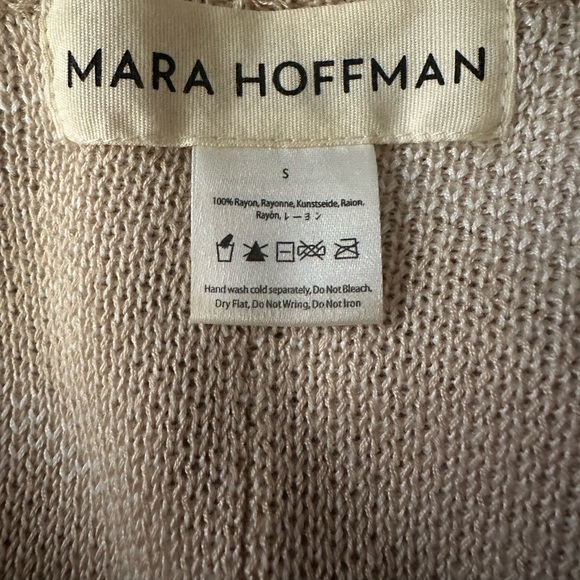 MARA HOFFMAN
S
100% Rayon, Rayonne, Kunstseide, Raion,
Rayón, レーヨン
Hand wash cold separately, Do Not Bleach,
Dry Flat, Do Not Wring, Do Not Iron